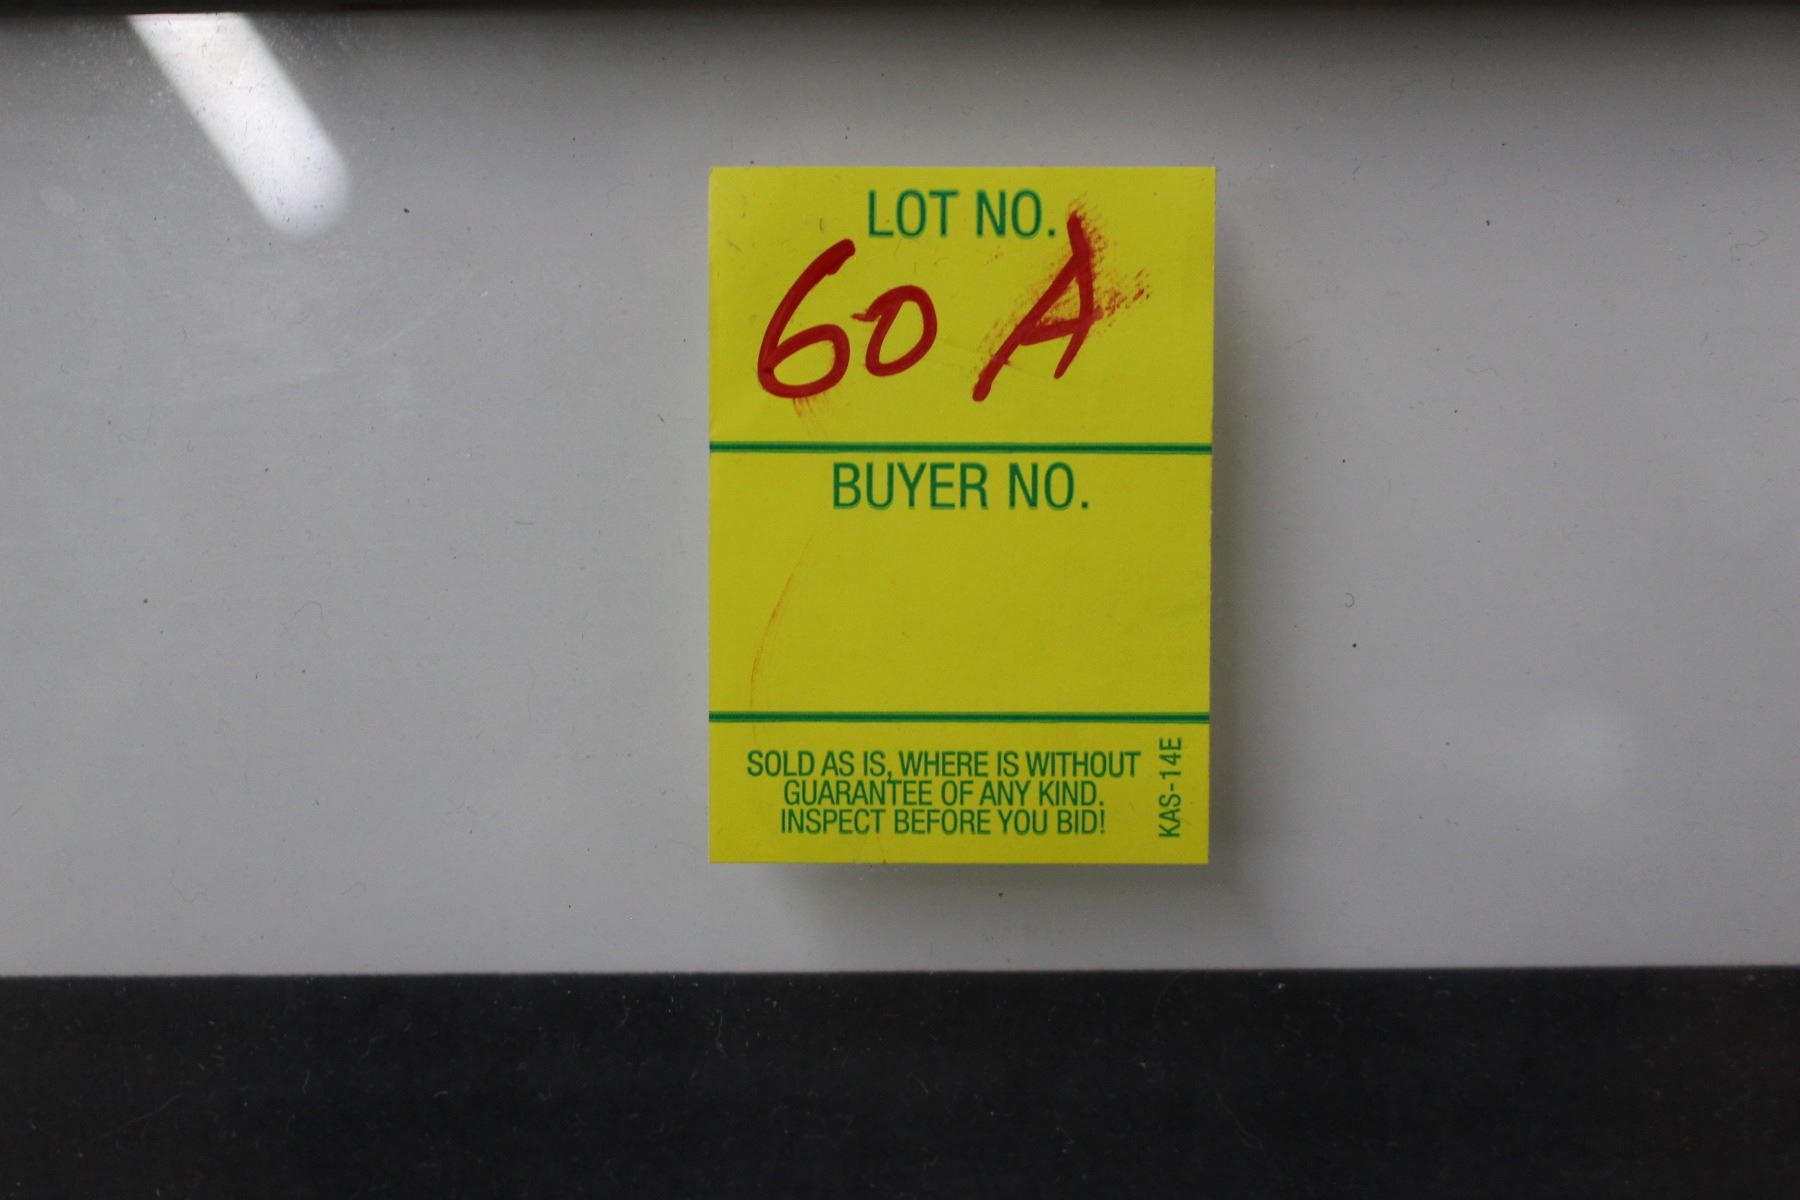 LOT NO.
60 A
BUYER NO.
SOLD AS IS, WHERE IS WITHOUT
GUARANTEE OF ANY KIND.
INSPECT BEFORE YOU BID!
KAS-14E